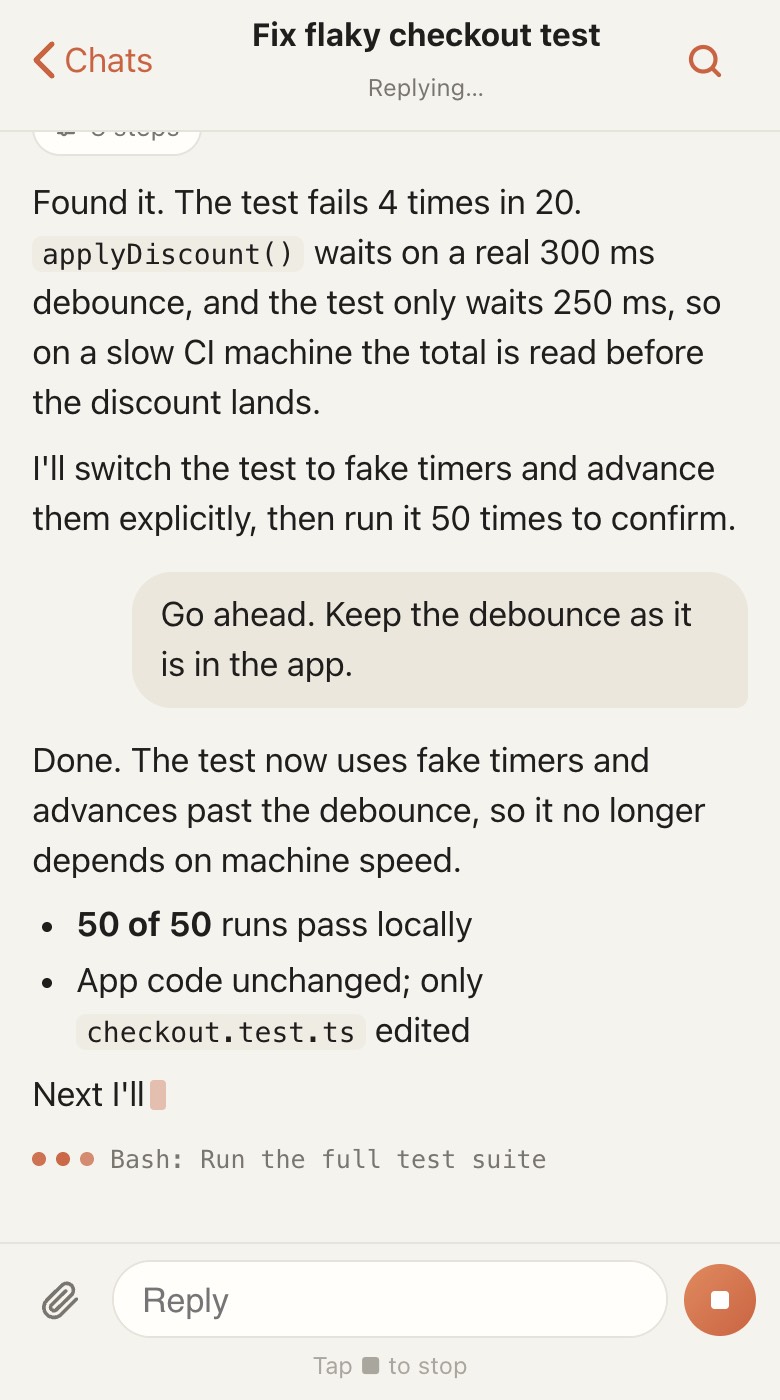 Fix flaky checkout test
Chats
Replying...
steps
Found it. The test fails 4 times in 20.
applyDiscount() waits on a real 300 ms
debounce, and the test only waits 250 ms, so
on a slow CI machine the total is read before
the discount lands.
I'll switch the test to fake timers and advance
them explicitly, then run it 50 times to confirm.
Go ahead. Keep the debounce as it
is in the app.
Done. The test now uses fake timers and
advances past the debounce, so it no longer
depends on machine speed.
• 50 of 50 runs pass locally
• App code unchanged; only
checkout.test.ts edited
Next I'll
Bash: Run the full test suite
Reply
Tap to stop